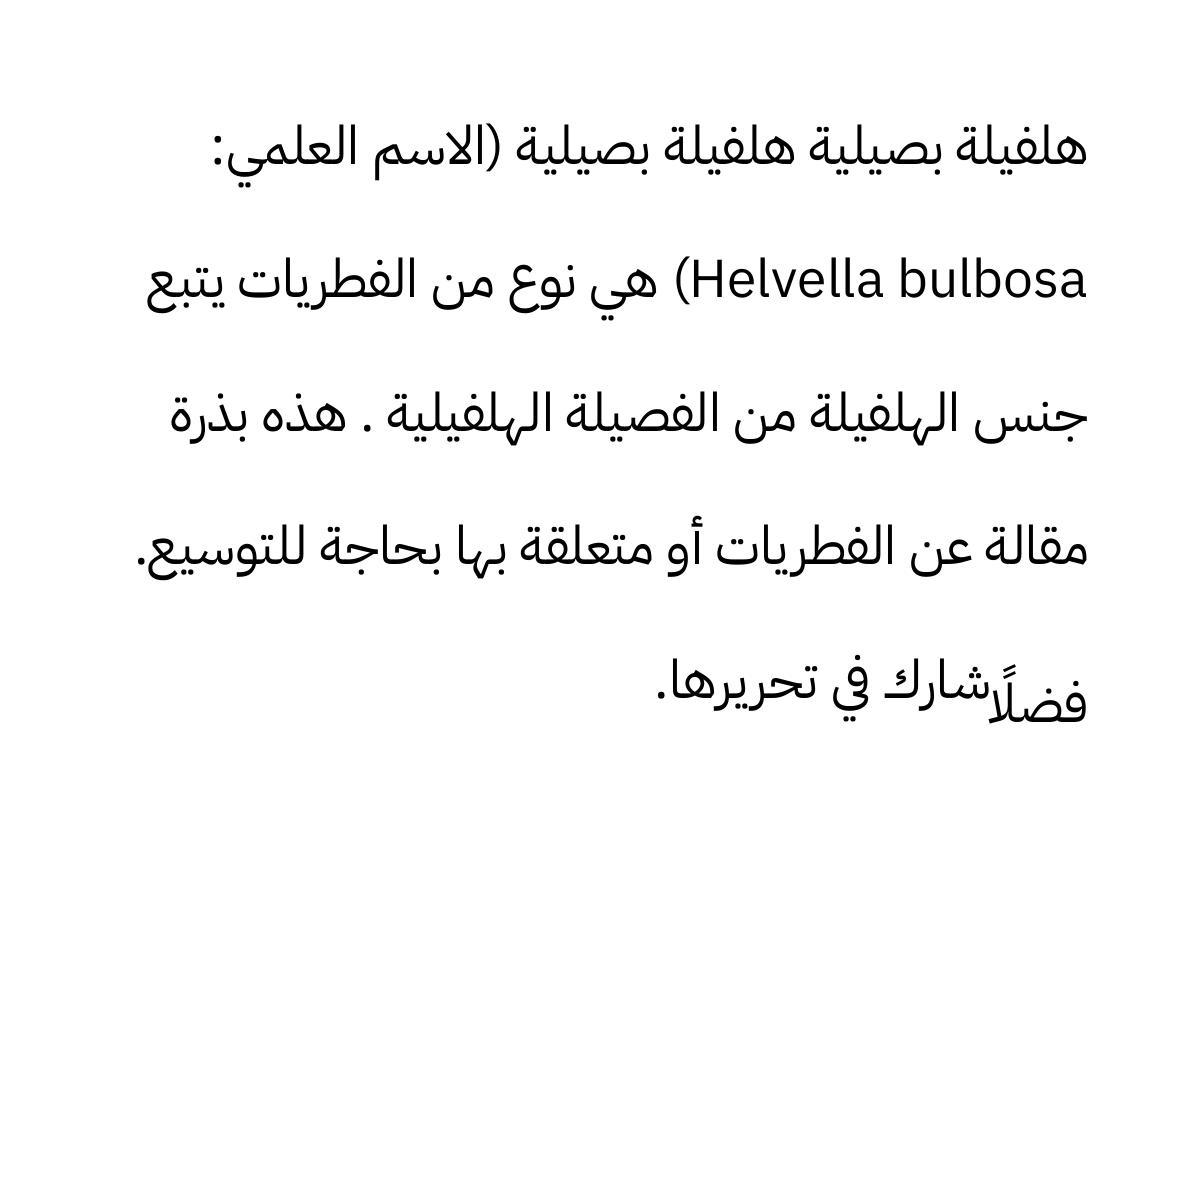 هلفيلة بصيلية هلفيلة بصيلية (الاسم العلمي:
Helvella bulbosa) هي نوع من الفطريات يتبع
جنس الهلفيلة من الفصيلة الهلفيلية . هذه بذرة
مقالة عن الفطريات أو متعلقة بها بحاجة للتوسيع.
فضلًا شارك في تحريرها.